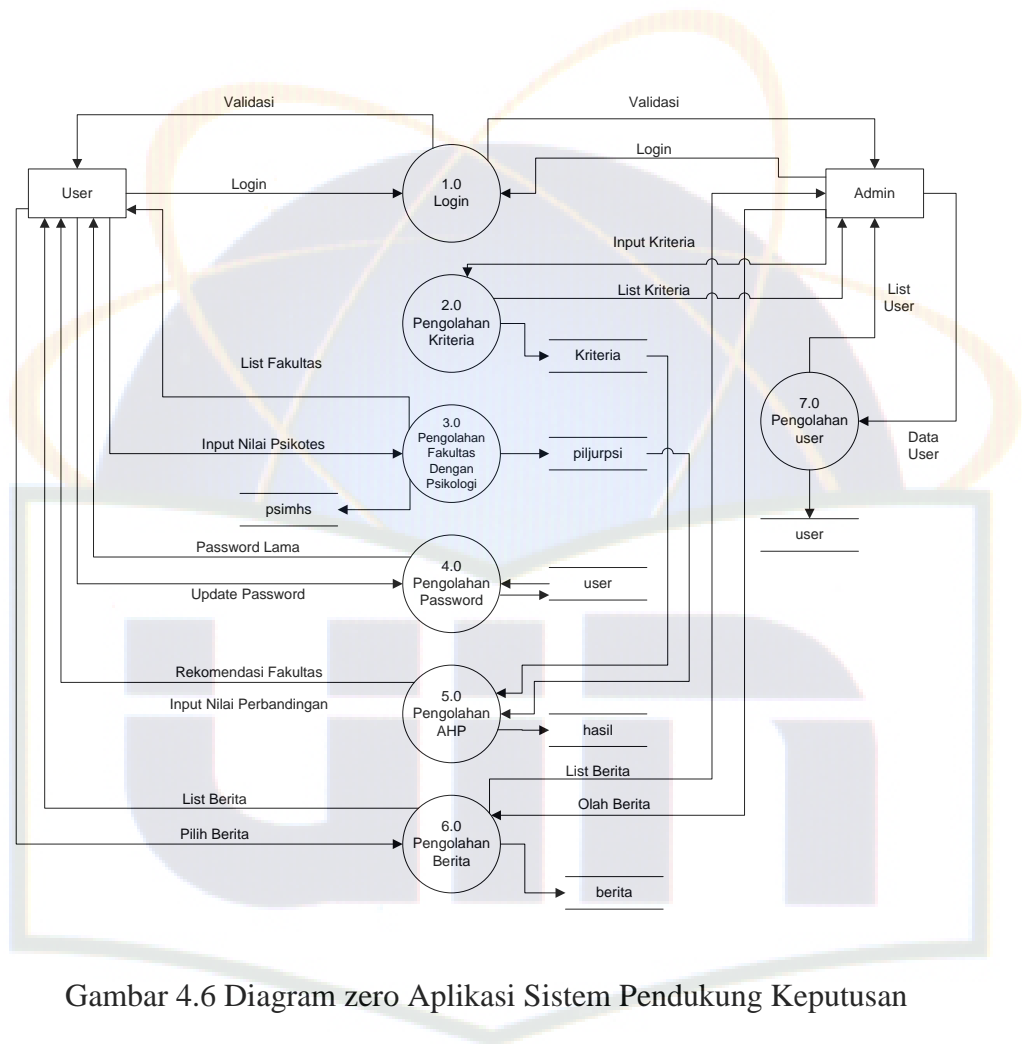 Validasi
Validasi
Login
1.0
Login
User
Login
Admin
Input Kriteria
List Kriteria
2.0
Pengolahan
Kriteria
List
User
Kriteria
List Fakultas
7.0
Pengolahan
user
3.0
Pengolahan
Fakultas
Dengan
Psikologi
Input Nilai Psikotes
piljurpsi
Data
User
psimhs
user
Password Lama
4.0
Pengolahan
Password
user
Update Password
Rekomendasi Fakultas
5.0
Pengolahan
AHP
Input Nilai Perbandingan
hasil
List Berita
List Berita
Olah Berita
6.0
Pengolahan
Berita
Pilih Berita
berita
uin
Gambar 4.6 Diagram zero Aplikasi Sistem Pendukung Keputusan